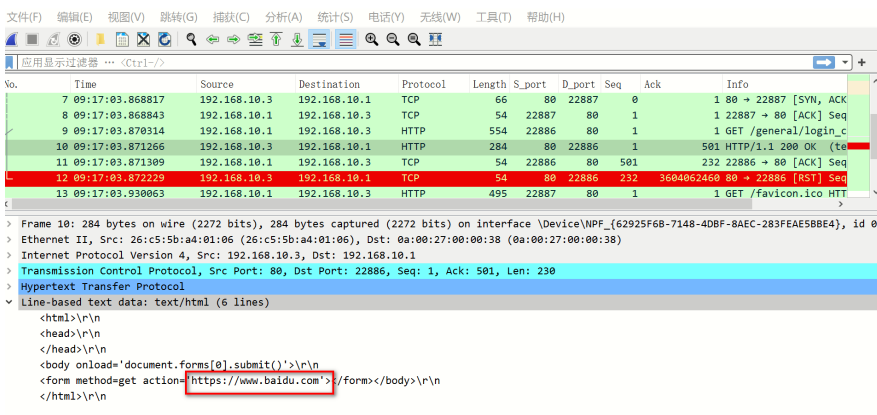 文件(F) 编辑(E) 视图(V) 跳转(G) 捕获(C) 分析(A) 统计(S) 电话(Y) 无线(W) 工具(T) 帮助(H)
应用显示过滤器 … <Ctrl-/>
No. Time Source Destination Protocol Length S_port D_port Seq Ack Info
7 09:17:03.868817 192.168.10.3 192.168.10.1 TCP 66 80 22887 0 1 80 → 22887 [SYN, ACK
8 09:17:03.868843 192.168.10.1 192.168.10.3 TCP 54 22887 80 1 1 22887 → 80 [ACK] Seq
9 09:17:03.870314 192.168.10.1 192.168.10.3 HTTP 554 22886 80 1 1 GET /general/login_c
10 09:17:03.871266 192.168.10.3 192.168.10.1 HTTP 284 80 22886 1 501 HTTP/1.1 200 OK (te
11 09:17:03.871309 192.168.10.1 192.168.10.3 TCP 54 22886 80 501 232 22886 → 80 [ACK] Seq
12 09:17:03.872229 192.168.10.3 192.168.10.1 TCP 54 80 22886 232 3604062460 80 → 22886 [RST] Seq
13 09:17:03.930063 192.168.10.1 192.168.10.3 HTTP 495 22887 80 1 1 GET /favicon.ico HTT
Frame 10: 284 bytes on wire (2272 bits), 284 bytes captured (2272 bits) on interface \Device\NPF_{62925F6B-7148-4DBF-8AEC-283FEAE5BBE4}, id 0
Ethernet II, Src: 26:c5:5b:a4:01:06 (26:c5:5b:a4:01:06), Dst: 0a:00:27:00:00:38 (0a:00:27:00:00:38)
Internet Protocol Version 4, Src: 192.168.10.3, Dst: 192.168.10.1
Transmission Control Protocol, Src Port: 80, Dst Port: 22886, Seq: 1, Ack: 501, Len: 230
Hypertext Transfer Protocol
Line-based text data: text/html (6 lines)
<html>\r\n
<head>\r\n
</head>\r\n
<body onload='document.forms[0].submit()'>\r\n
<form method=get action='https://www.baidu.com'></form></body>\r\n
</html>\r\n